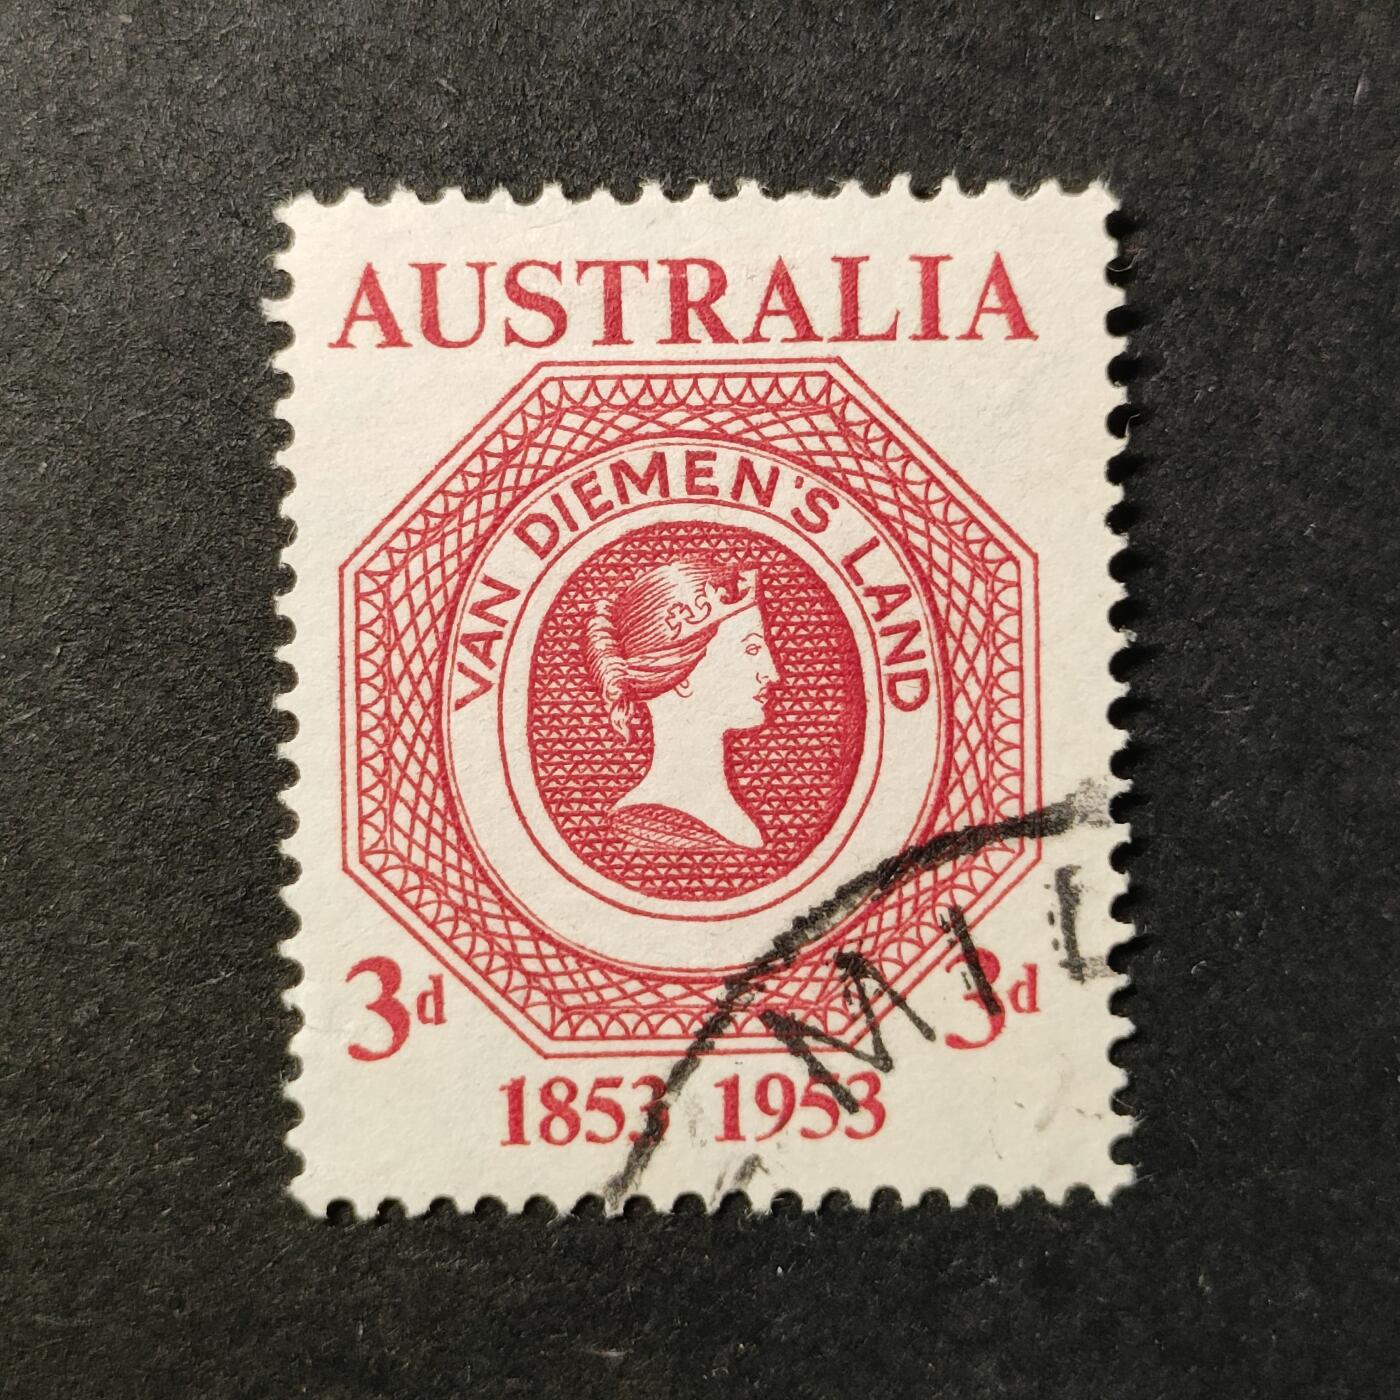 AUSTRALIA
VAN DIEMEN'S LAND
3d 3d
1853 1953